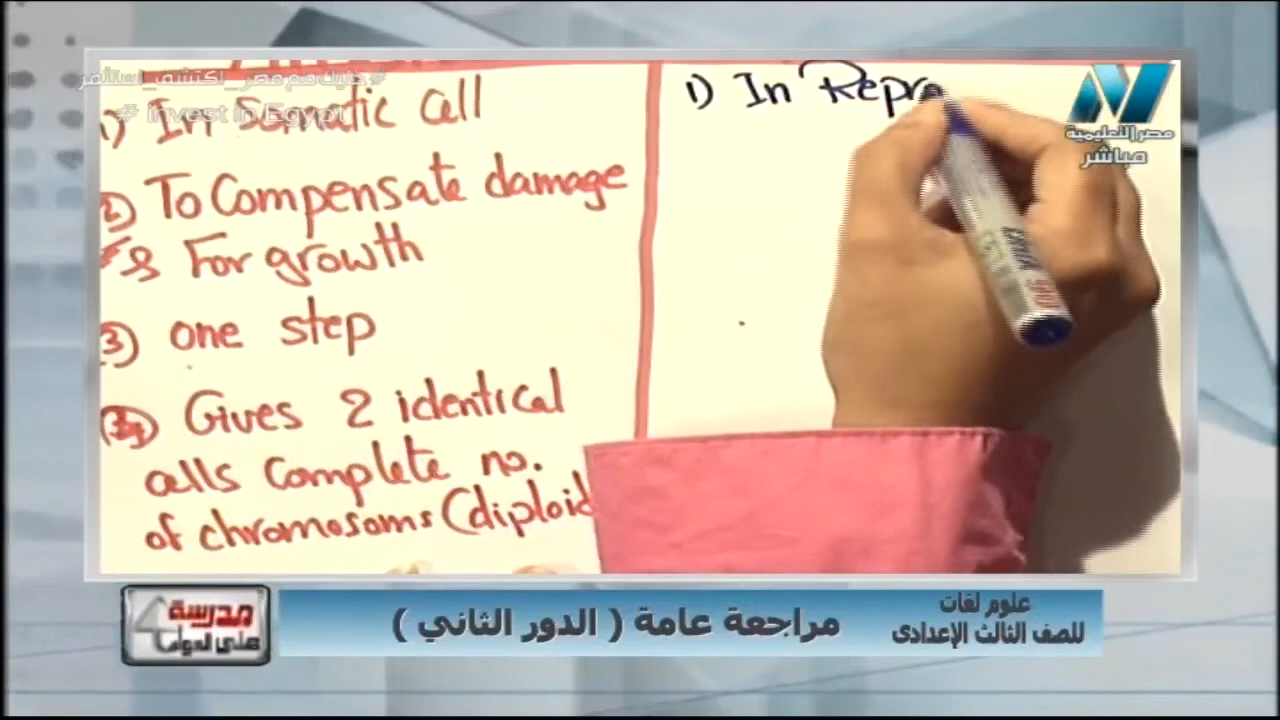 #خليك_مع_مصر_اكتشف_استثمر
# invest in Egypt
1) In Somatic Cell
2) To Compensate damage
& For growth
3) one step
Gives 2 identical
cells Complete no.
of chromosoms (diploid
1) In Repro
مصر التعليمية
مباشر
مدرسة
على الهواء
مراجعة عامة ( الدور الثاني )
علوم لغات
للصف الثالث الإعدادى